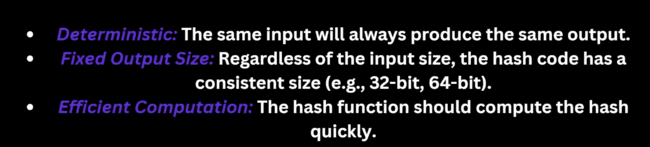 • Deterministic: The same input will always produce the same output.
• Fixed Output Size: Regardless of the input size, the hash code has a
consistent size (e.g., 32-bit, 64-bit).
• Efficient Computation: The hash function should compute the hash
quickly.